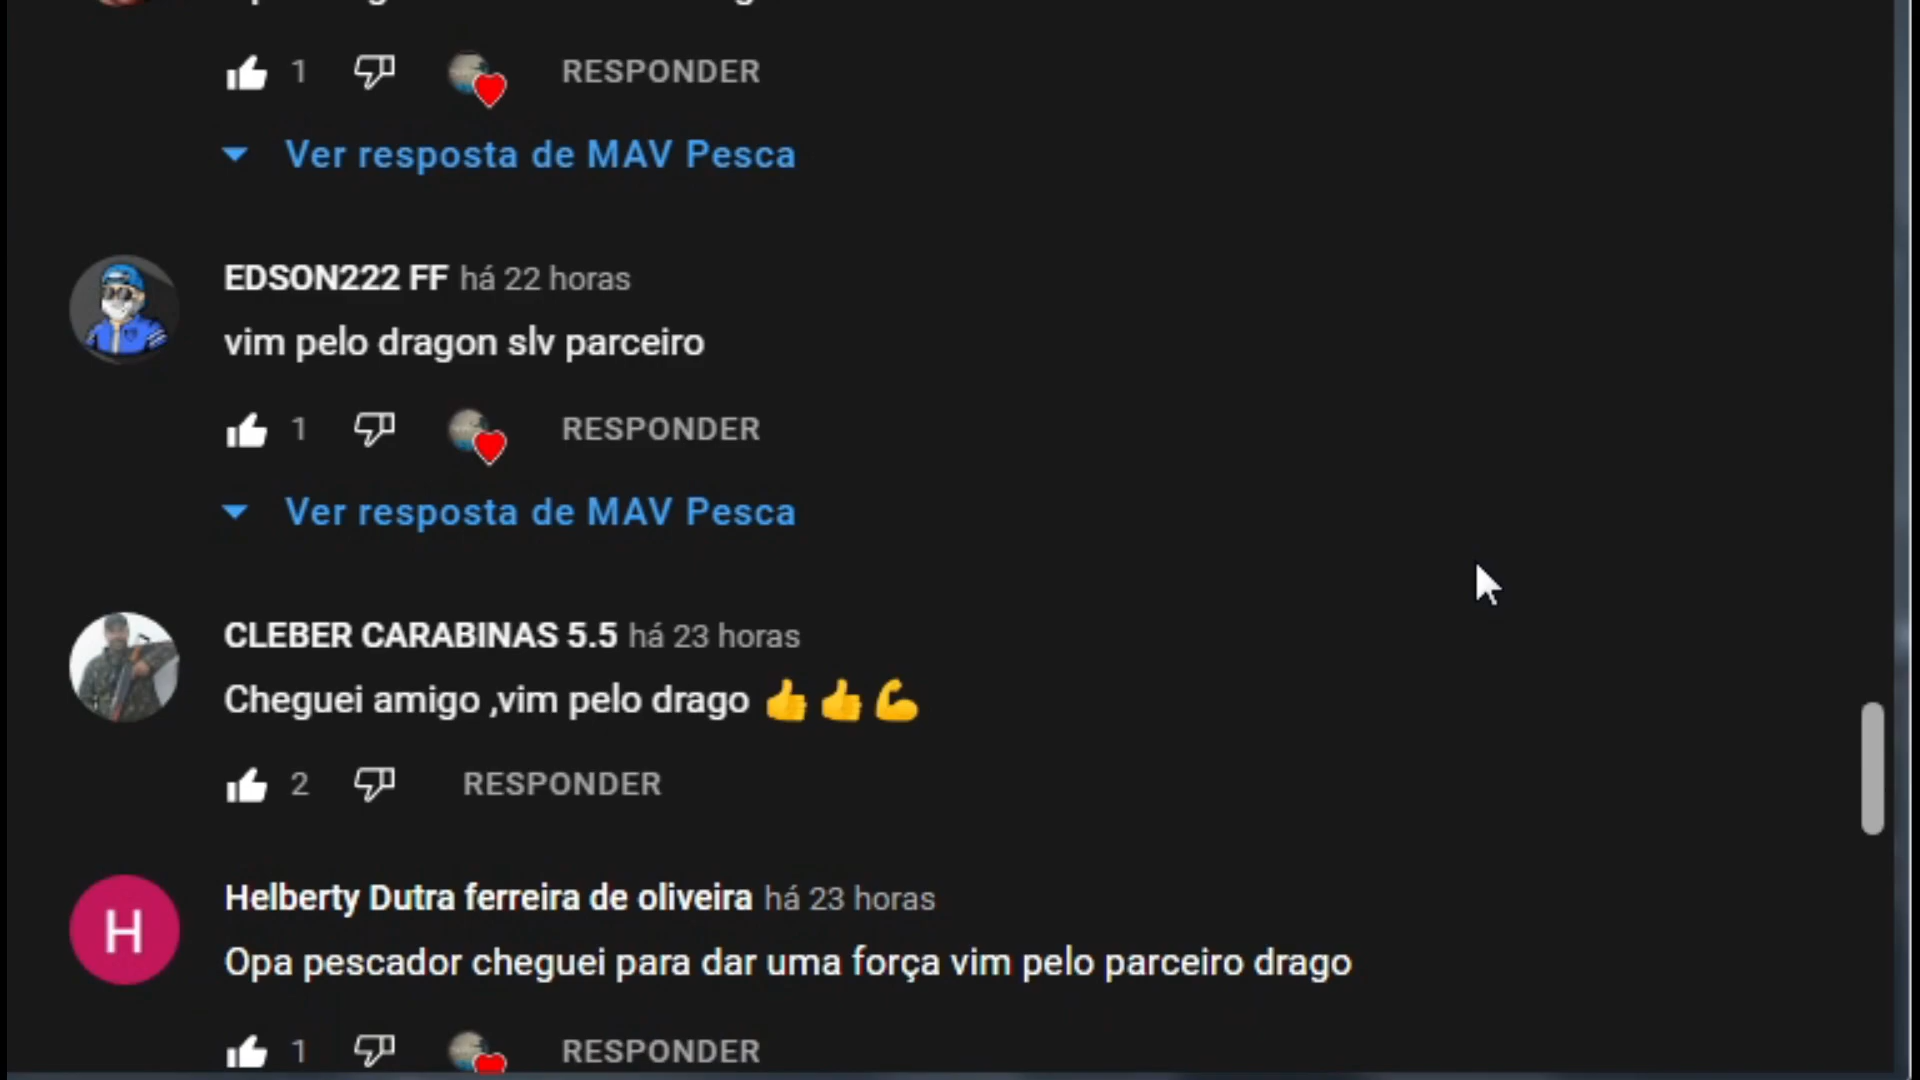 1 RESPONDER
Ver resposta de MAV Pesca
EDSON222 FF há 22 horas
vim pelo dragon slv parceiro
1 RESPONDER
Ver resposta de MAV Pesca
CLEBER CARABINAS 5.5 há 23 horas
Cheguei amigo ,vim pelo drago 👍👍💪
2 RESPONDER
H
Helberty Dutra ferreira de oliveira há 23 horas
Opa pescador cheguei para dar uma força vim pelo parceiro drago
1 RESPONDER